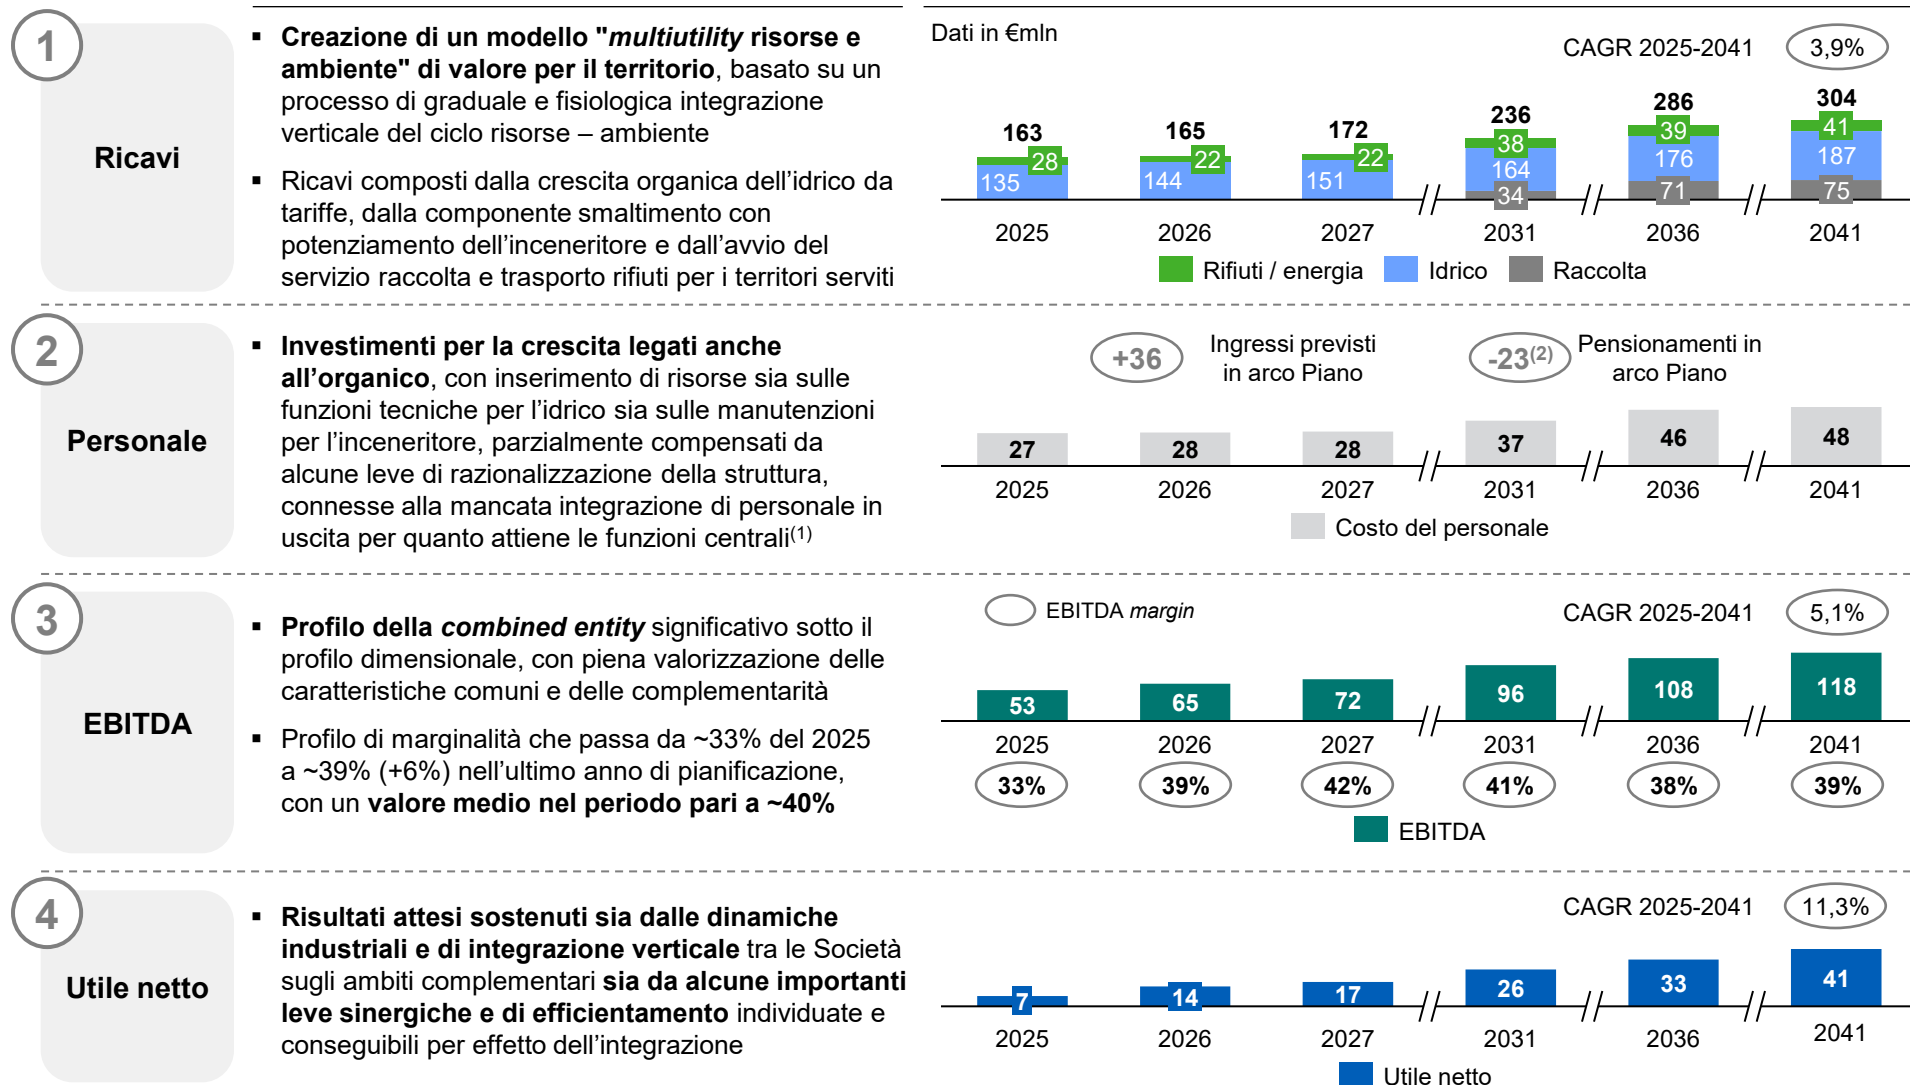 1
Ricavi
▪ Creazione di un modello "multiutility risorse e
ambiente" di valore per il territorio, basato su un
processo di graduale e fisiologica integrazione
verticale del ciclo risorse – ambiente
▪ Ricavi composti dalla crescita organica dell’idrico da
tariffe, dalla componente smaltimento con
potenziamento dell’inceneritore e dall’avvio del
servizio raccolta e trasporto rifiuti per i territori serviti
Dati in €mln
CAGR 2025-2041 3,9%
163 165 172 236 286 304
28 22 22 38 39 41
135 144 151 164 176 187
34 71 75
2025 2026 2027 2031 2036 2041
Rifiuti / energia Idrico Raccolta
2
Personale
▪ Investimenti per la crescita legati anche
all’organico, con inserimento di risorse sia sulle
funzioni tecniche per l’idrico sia sulle manutenzioni
per l’inceneritore, parzialmente compensati da
alcune leve di razionalizzazione della struttura,
connesse alla mancata integrazione di personale in
uscita per quanto attiene le funzioni centrali(1)
+36 Ingressi previsti
in arco Piano
-23(2) Pensionamenti in
arco Piano
27 28 28 37 46 48
2025 2026 2027 2031 2036 2041
Costo del personale
3
EBITDA
▪ Profilo della combined entity significativo sotto il
profilo dimensionale, con piena valorizzazione delle
caratteristiche comuni e delle complementarità
▪ Profilo di marginalità che passa da ~33% del 2025
a ~39% (+6%) nell’ultimo anno di pianificazione,
con un valore medio nel periodo pari a ~40%
EBITDA margin
CAGR 2025-2041 5,1%
53 65 72 96 108 118
2025 2026 2027 2031 2036 2041
33% 39% 42% 41% 38% 39%
EBITDA
4
Utile netto
▪ Risultati attesi sostenuti sia dalle dinamiche
industriali e di integrazione verticale tra le Società
sugli ambiti complementari sia da alcune importanti
leve sinergiche e di efficientamento individuate e
conseguibili per effetto dell’integrazione
CAGR 2025-2041 11,3%
7 14 17 26 33 41
2025 2026 2027 2031 2036 2041
Utile netto